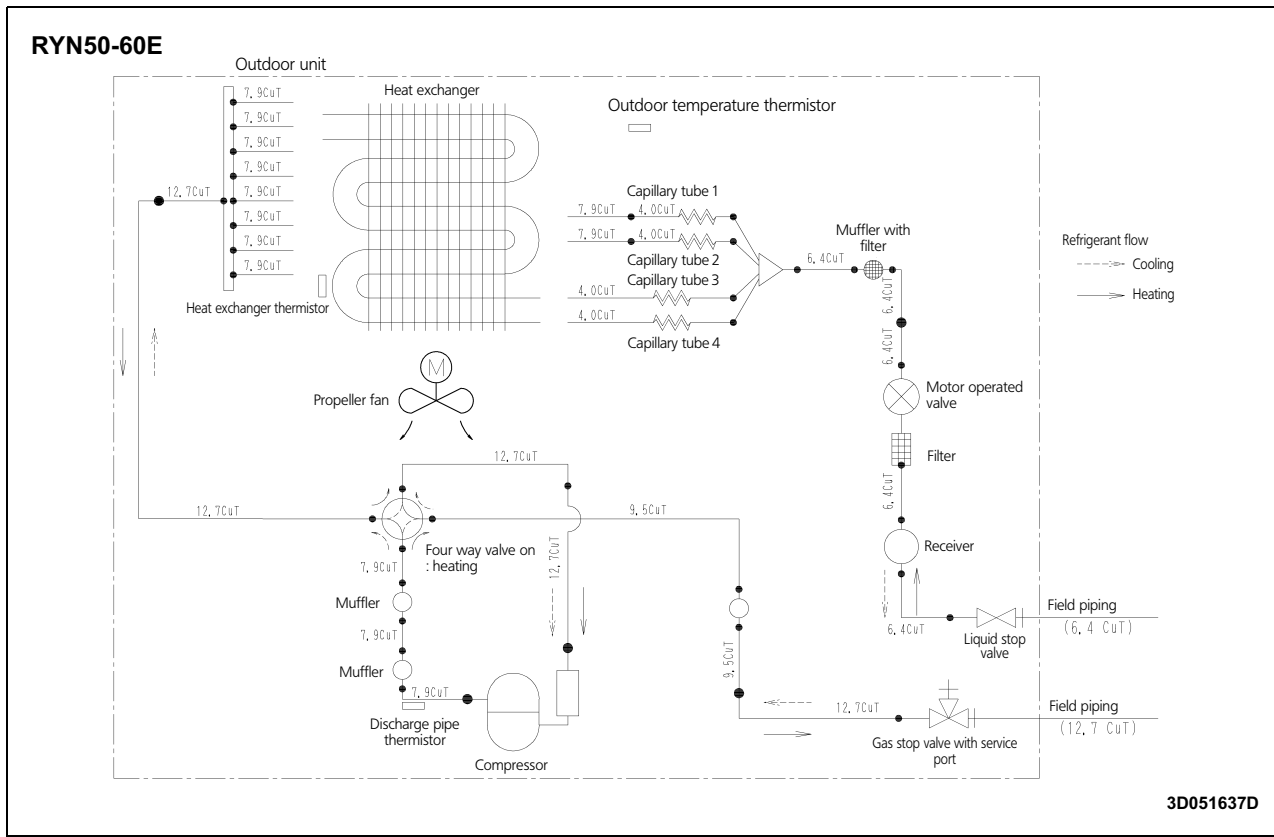 RYN50-60E
Outdoor unit
Heat exchanger
Outdoor temperature thermistor
7.9CuT
7.9CuT
7.9CuT
7.9CuT
7.9CuT
7.9CuT
7.9CuT
7.9CuT
12.7CuT
Heat exchanger thermistor
Capillary tube 1
7.9CuT 4.0CuT
7.9CuT 4.0CuT
Capillary tube 2
Capillary tube 3
4.0CuT
4.0CuT
Capillary tube 4
Muffler with
filter
6.4CuT
6.4CuT
6.4CuT
Refrigerant flow
Cooling
Heating
Motor operated
valve
Filter
6.4CuT
Receiver
6.4CuT
Liquid stop
valve
Field piping
(6.4 CuT)
M
Propeller fan
12.7CuT
12.7CuT
9.5CuT
Four way valve on
: heating
7.9CuT
12.7CuT
Muffler
7.9CuT
Muffler
7.9CuT
Discharge pipe
thermistor
Compressor
9.5CuT
12.7CuT
Gas stop valve with service
port
Field piping
(12.7 CuT)
3D051637D